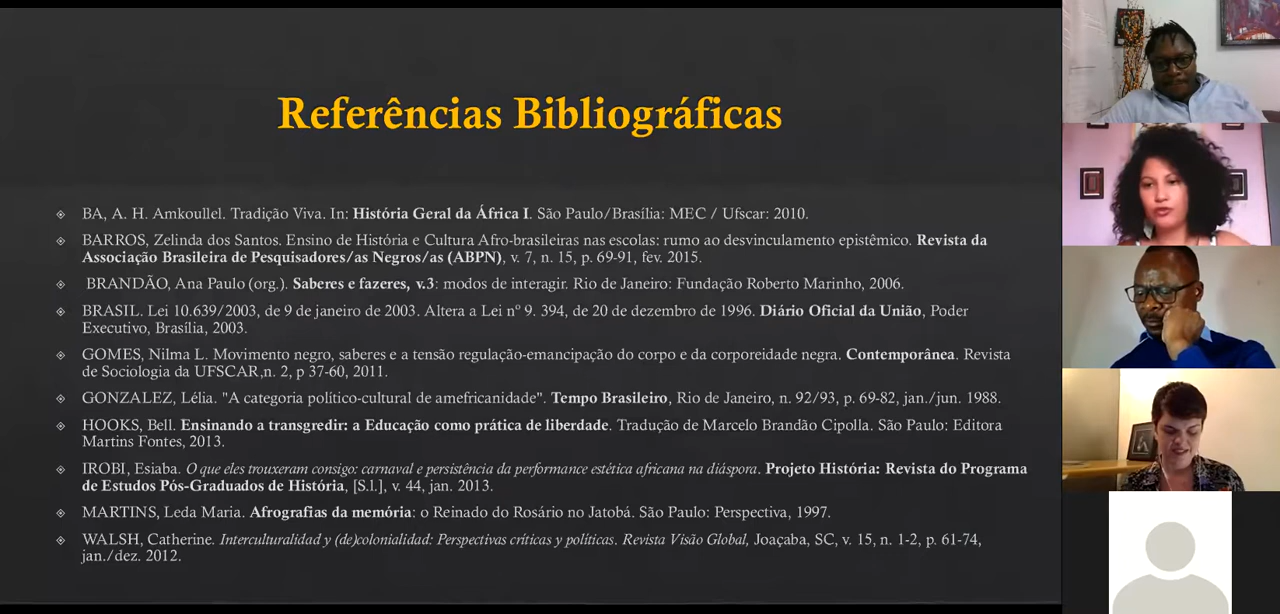 Referências Bibliográficas
BA, A. H. Amkoullel. Tradição Viva. In: História Geral da África I. São Paulo/Brasília: MEC / Ufscar: 2010.
BARROS, Zelinda dos Santos. Ensino de História e Cultura Afro-brasileiras nas escolas: rumo ao desvinculamento epistêmico. Revista da
Associação Brasileira de Pesquisadores/as Negros/as (ABPN), v. 7, n. 15, p. 69-91, fev. 2015.
BRANDÃO, Ana Paulo (org.). Saberes e fazeres, v.3: modos de interagir. Rio de Janeiro: Fundação Roberto Marinho, 2006.
BRASIL. Lei 10.639/2003, de 9 de janeiro de 2003. Altera a Lei nº 9. 394, de 20 de dezembro de 1996. Diário Oficial da União, Poder
Executivo, Brasília, 2003.
GOMES, Nilma L. Movimento negro, saberes e a tensão regulação-emancipação do corpo e da corporeidade negra. Contemporânea. Revista
de Sociologia da UFSCAR,n. 2, p 37-60, 2011.
GONZALEZ, Lélia. "A categoria político-cultural de amefricanidade". Tempo Brasileiro, Rio de Janeiro, n. 92/93, p. 69-82, jan./jun. 1988.
HOOKS, Bell. Ensinando a transgredir: a Educação como prática de liberdade. Tradução de Marcelo Brandão Cipolla. São Paulo: Editora
Martins Fontes, 2013.
IROBI, Esiaba. O que eles trouxeram consigo: carnaval e persistência da performance estética africana na diáspora. Projeto História: Revista do Programa
de Estudos Pós-Graduados de História, [S.l.], v. 44, jan. 2013.
MARTINS, Leda Maria. Afrografias da memória: o Reinado do Rosário no Jatobá. São Paulo: Perspectiva, 1997.
WALSH, Catherine. Interculturalidad y (de)colonialidad: Perspectivas críticas y políticas. Revista Visão Global, Joaçaba, SC, v. 15, n. 1-2, p. 61-74,
jan./dez. 2012.